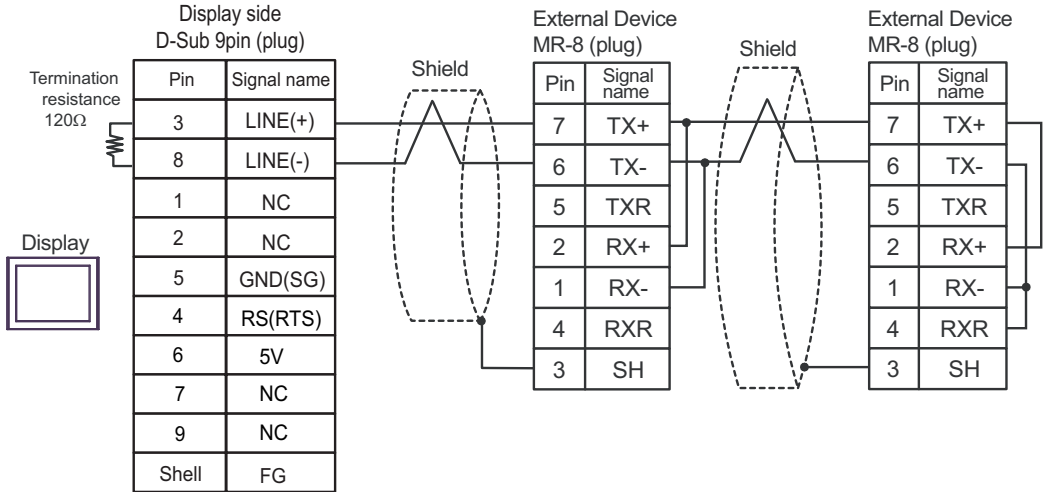 Display side
D-Sub 9pin (plug)
Termination
resistance
120Ω
Pin Signal name
3 LINE(+)
8 LINE(-)
1 NC
2 NC
5 GND(SG)
4 RS(RTS)
6 5V
7 NC
9 NC
Shell FG
Display
Shield
External Device
MR-8 (plug)
Pin Signal
name
7 TX+
6 TX-
5 TXR
2 RX+
1 RX-
4 RXR
3 SH
Shield
External Device
MR-8 (plug)
Pin Signal
name
7 TX+
6 TX-
5 TXR
2 RX+
1 RX-
4 RXR
3 SH